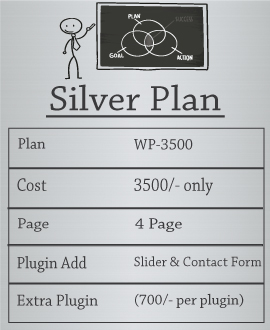 PLAN
GOAL
ACTION
Silver Plan
Plan WP-3500
Cost 3500/- only
Page 4 Page
Plugin Add Slider & Contact Form
Extra Plugin (700/- per plugin)